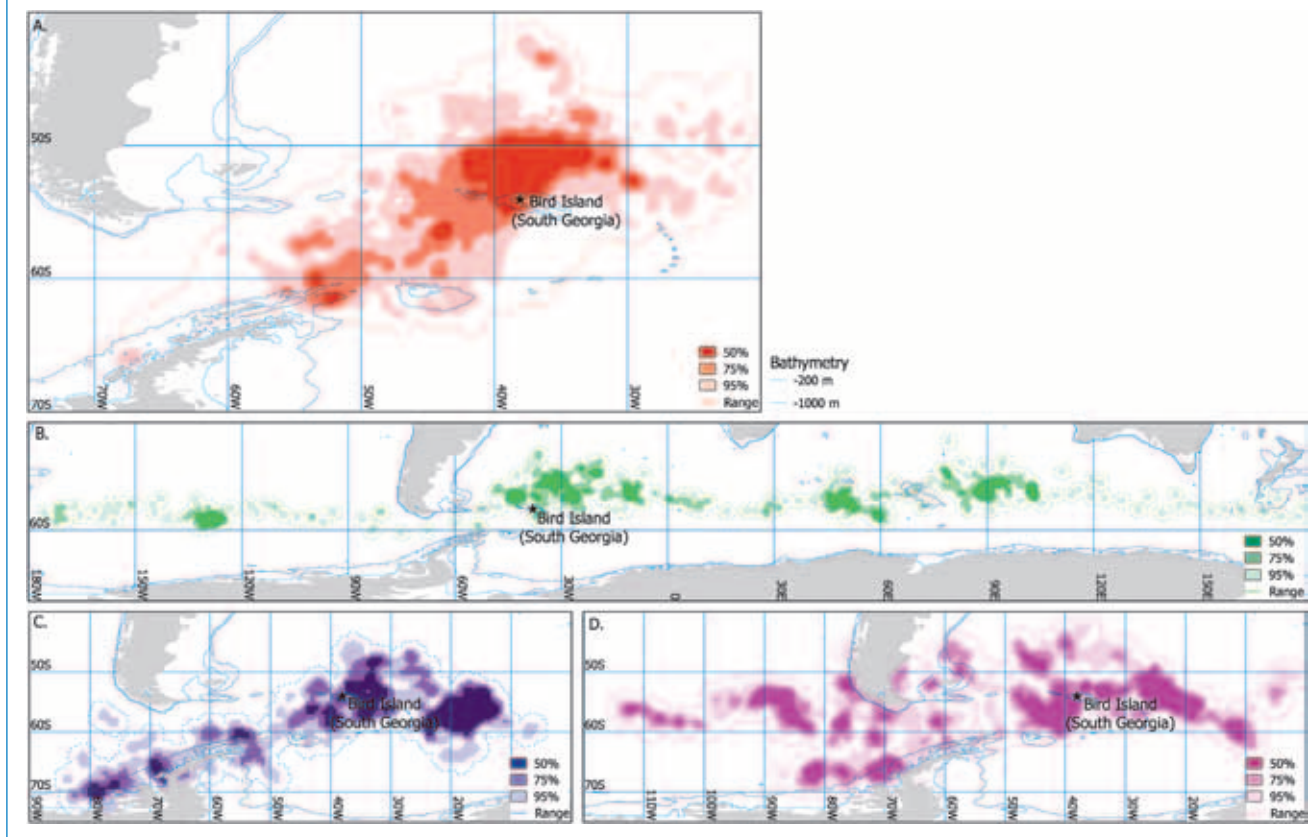 A.
50S
Bird Island
(South Georgia)
60S
50%
75%
95%
Range
Bathymetry
-200 m
-1000 m
70S
70W
60W
50W
40W
30W
B.
60S
Bird Island
(South Georgia)
50%
75%
95%
Range
180W
150W
120W
90W
60W
30W
0
30E
60E
90E
120E
150E
C.
50S
Bird Island
(South Georgia)
60S
50%
75%
95%
Range
70S
90W
80W
70W
60W
50W
40W
30W
20W
D.
50S
Bird Island
(South Georgia)
60S
50%
75%
95%
Range
70S
110W
100W
90W
80W
70W
60W
50W
40W
30W
20W